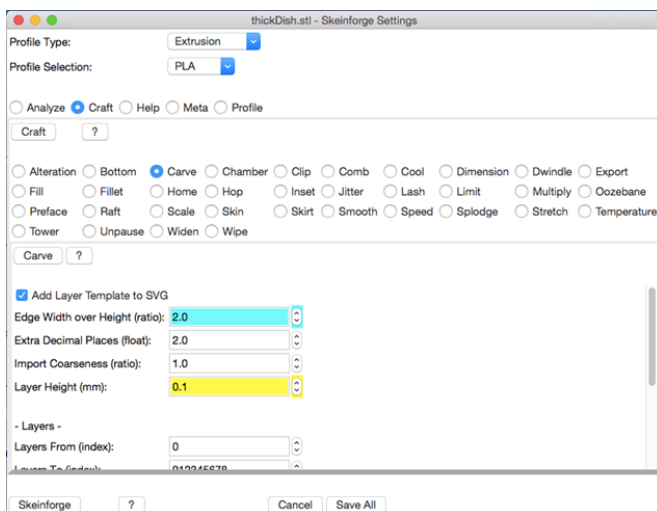 thickDish.stl - Skeinforge Settings
Profile Type: Extrusion
Profile Selection: PLA
Analyze Craft Help Meta Profile
Craft ?
Alteration Bottom Carve Chamber Clip Comb Cool Dimension Dwindle Export
Fill Fillet Home Hop Inset Jitter Lash Limit Multiply Oozebane
Preface Raft Scale Skin Skirt Smooth Speed Splodge Stretch Temperature
Tower Unpause Widen Wipe
Carve ?
Add Layer Template to SVG
Edge Width over Height (ratio): 2.0
Extra Decimal Places (float): 2.0
Import Coarseness (ratio): 1.0
Layer Height (mm): 0.1
- Layers -
Layers From (index): 0
Layers To (index): 912345678
Skeinforge ? Cancel Save All